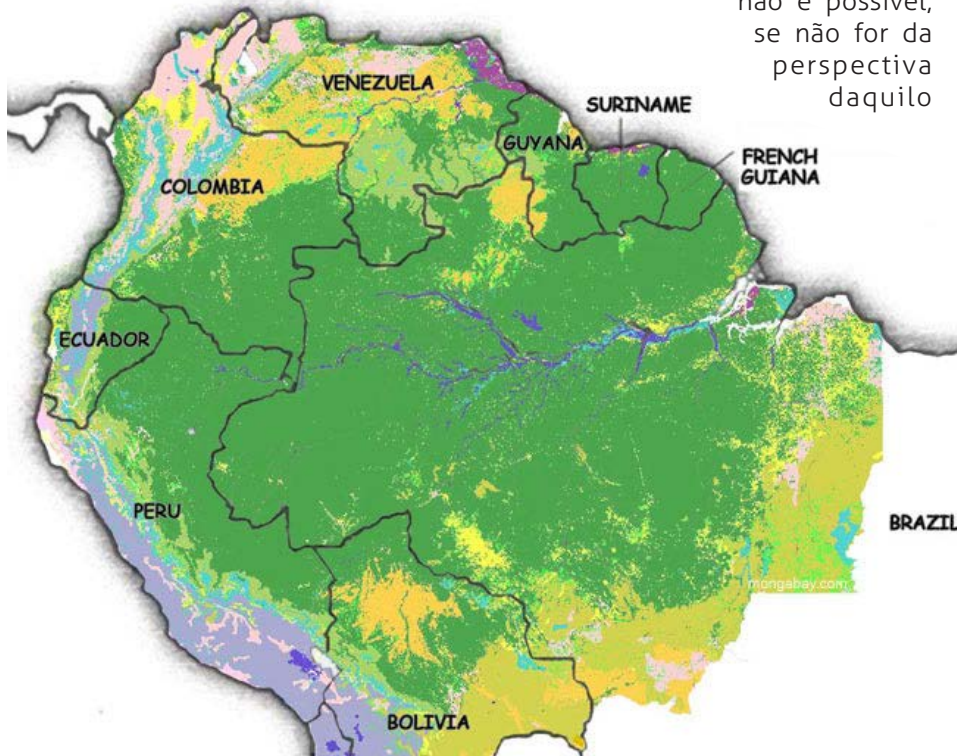 não é possível,
se não for da
perspectiva
daquilo
VENEZUELA
SURINAME
GUYANA
FRENCH
GUIANA
COLOMBIA
ECUADOR
PERU
BRAZIL
mongabay.com
BOLIVIA